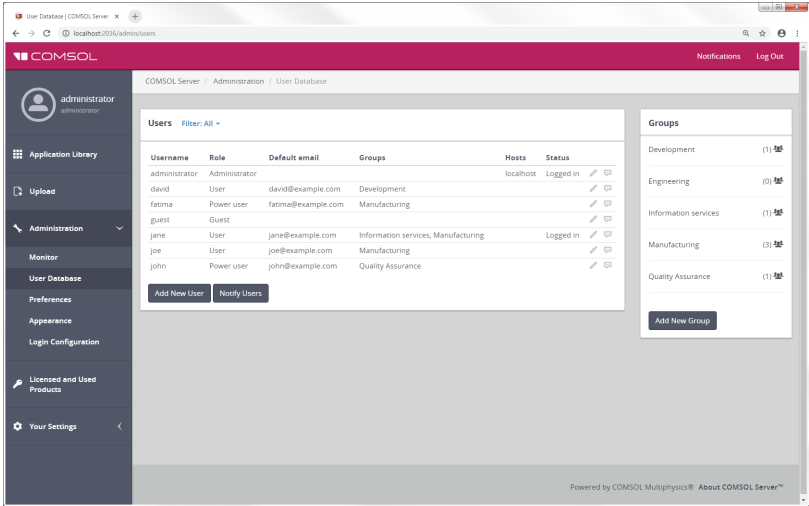 User Database | COMSOL Server
localhost:2036/admin/users
COMSOL
Notifications Log Out
administrator
administrator
COMSOL Server / Administration / User Database
Application Library
Upload
Administration
Monitor
User Database
Preferences
Appearance
Login Configuration
Licensed and Used
Products
Your Settings
Users Filter: All
Username Role Default email Groups Hosts Status
administrator Administrator localhost Logged in
david User david@example.com Development
fatima Power user fatima@example.com Manufacturing
guest Guest
jane User jane@example.com Information services, Manufacturing Logged in
joe User joe@example.com Manufacturing
john Power user john@example.com Quality Assurance
Add New User Notify Users
Groups
Development (1)
Engineering (0)
Information services (1)
Manufacturing (3)
Quality Assurance (1)
Add New Group
Powered by COMSOL Multiphysics® About COMSOL Server™